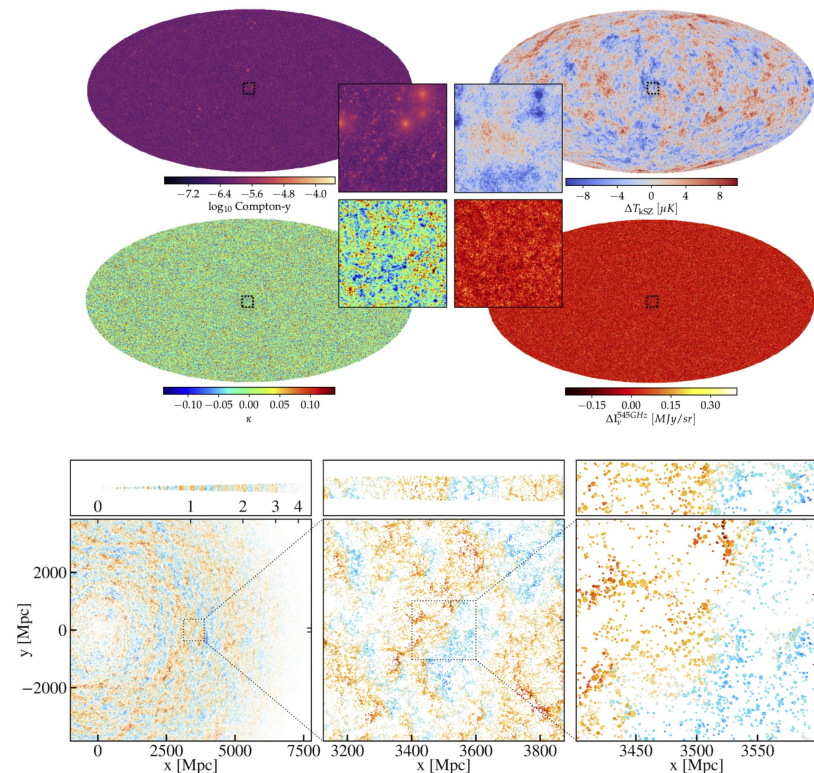 −7.2 −6.4 −5.6 −4.8 −4.0
log₁₀ Compton-y
−8 −4 0 4 8
ΔT_kSZ [μK]
−0.10 −0.05 0.00 0.05 0.10
κ
−0.15 0.00 0.15 0.30
ΔI_ν^545GHz [MJy/sr]
0 1 2 3 4
2000
0
−2000
y [Mpc]
0 2500 5000 7500
x [Mpc]
3200 3400 3600 3800
x [Mpc]
3450 3500 3550
x [Mpc]